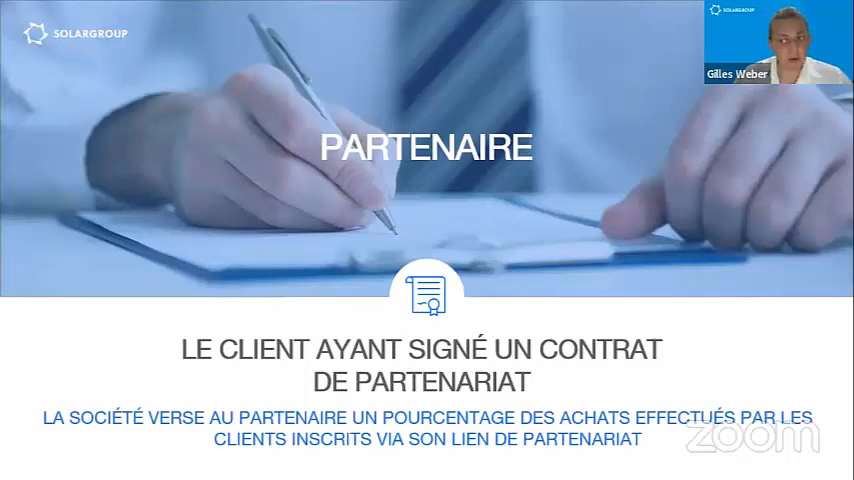 SOLARGROUP
SOLARGROUP
Gilles Weber
PARTENAIRE
LE CLIENT AYANT SIGNÉ UN CONTRAT
DE PARTENARIAT
LA SOCIÉTÉ VERSE AU PARTENAIRE UN POURCENTAGE DES ACHATS EFFECTUÉS PAR LES
CLIENTS INSCRITS VIA SON LIEN DE PARTENARIAT
zoom